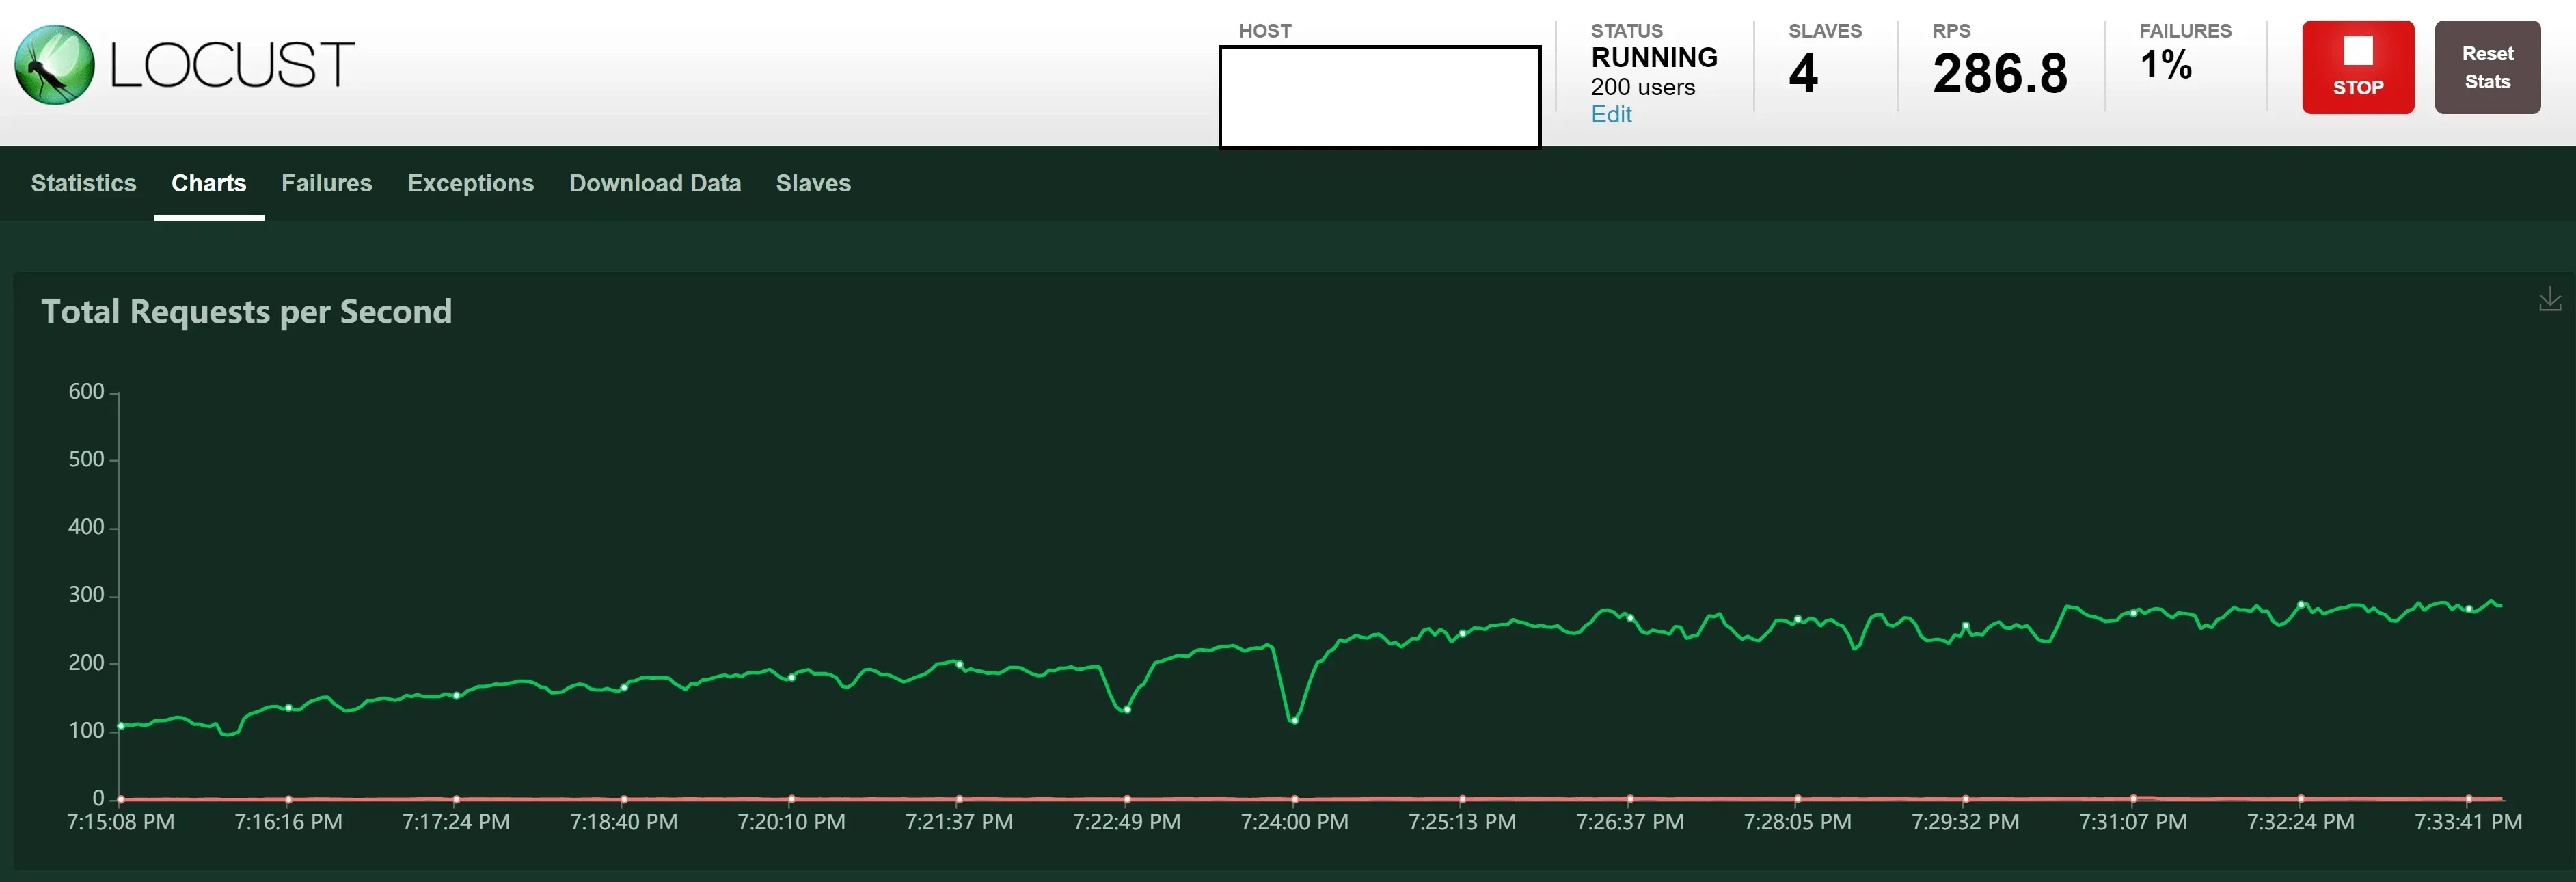 LOCUST
HOST
STATUS
RUNNING
200 users
Edit
SLAVES
4
RPS
286.8
FAILURES
1%
STOP
Reset
Stats
Statistics Charts Failures Exceptions Download Data Slaves
Total Requests per Second
600
500
400
300
200
100
0
7:15:08 PM 7:16:16 PM 7:17:24 PM 7:18:40 PM 7:20:10 PM 7:21:37 PM 7:22:49 PM 7:24:00 PM 7:25:13 PM 7:26:37 PM 7:28:05 PM 7:29:32 PM 7:31:07 PM 7:32:24 PM 7:33:41 PM